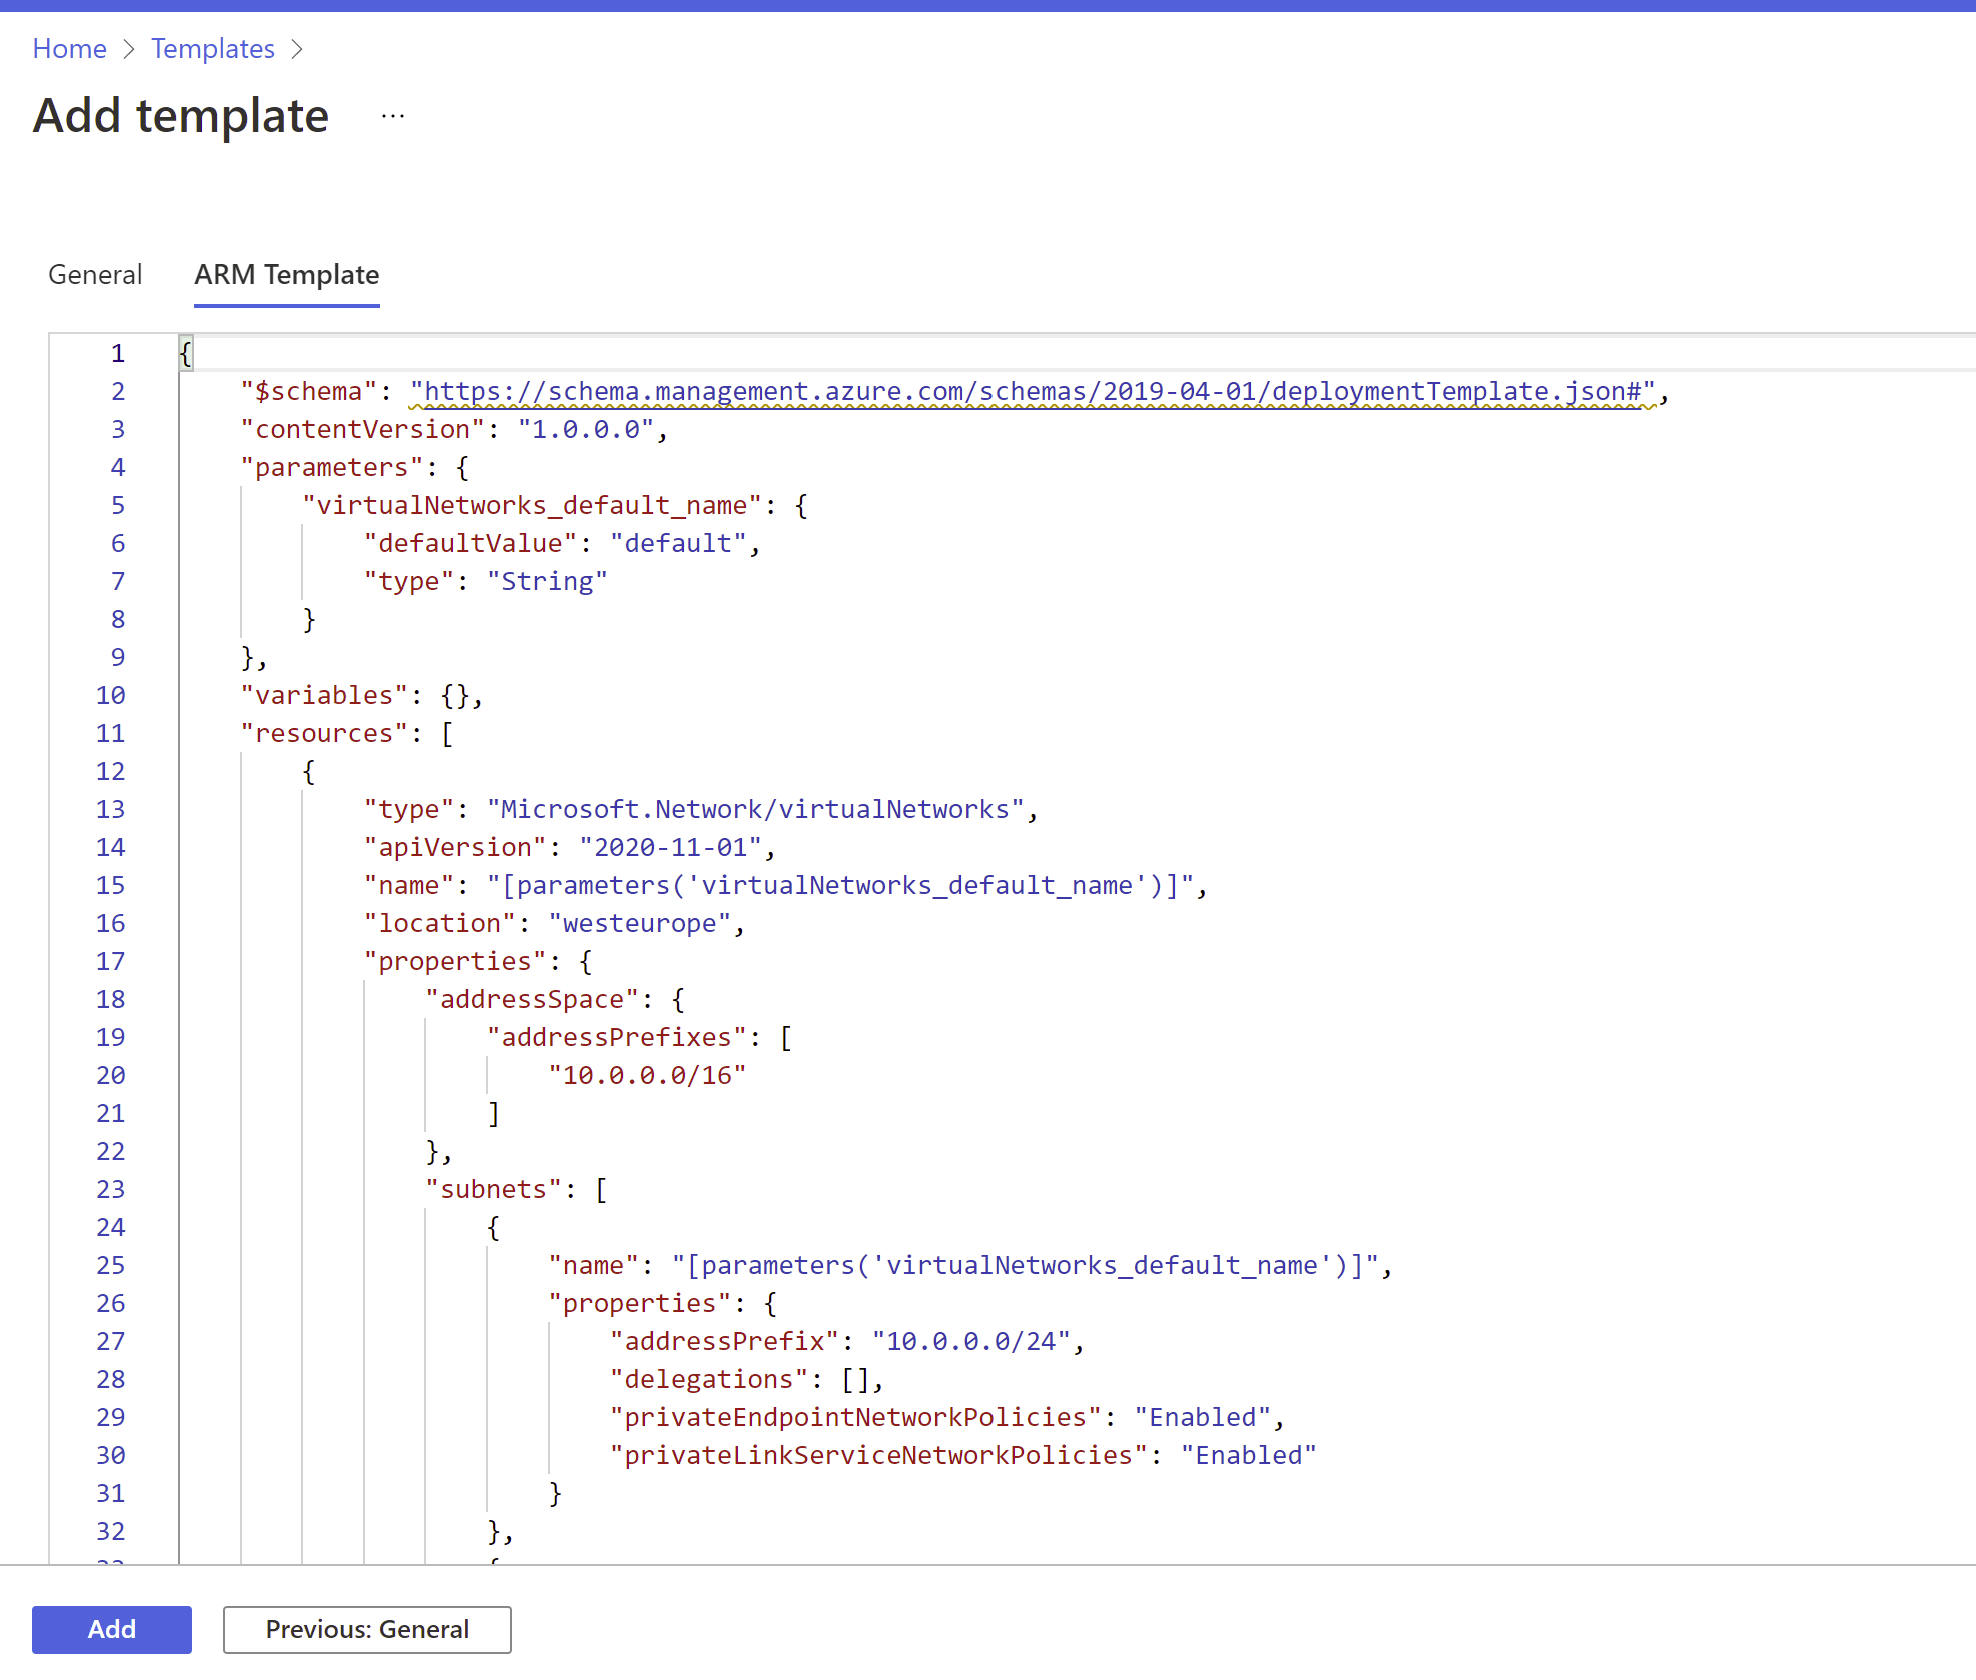 Home > Templates >
Add template ...
General ARM Template
1 {
2 "$schema": "https://schema.management.azure.com/schemas/2019-04-01/deploymentTemplate.json#",
3 "contentVersion": "1.0.0.0",
4 "parameters": {
5 "virtualNetworks_default_name": {
6 "defaultValue": "default",
7 "type": "String"
8 }
9 },
10 "variables": {},
11 "resources": [
12 {
13 "type": "Microsoft.Network/virtualNetworks",
14 "apiVersion": "2020-11-01",
15 "name": "[parameters('virtualNetworks_default_name')]",
16 "location": "westeurope",
17 "properties": {
18 "addressSpace": {
19 "addressPrefixes": [
20 "10.0.0.0/16"
21 ]
22 },
23 "subnets": [
24 {
25 "name": "[parameters('virtualNetworks_default_name')]",
26 "properties": {
27 "addressPrefix": "10.0.0.0/24",
28 "delegations": [],
29 "privateEndpointNetworkPolicies": "Enabled",
30 "privateLinkServiceNetworkPolicies": "Enabled"
31 }
32 },
Add Previous: General